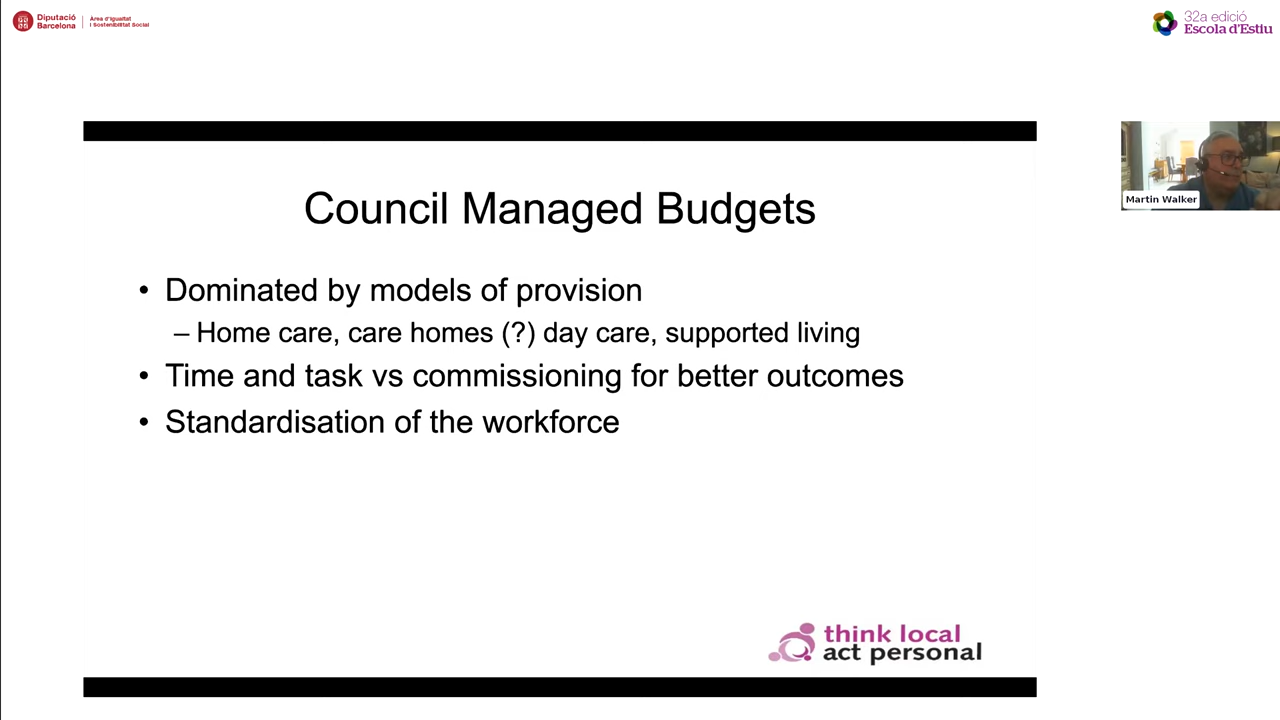 Diputació
Barcelona
Àrea d'Igualtat
i Sostenibilitat Social
32a edició
Escola d'Estiu
Martin Walker
Council Managed Budgets
• Dominated by models of provision
– Home care, care homes (?) day care, supported living
• Time and task vs commissioning for better outcomes
• Standardisation of the workforce
think local
act personal